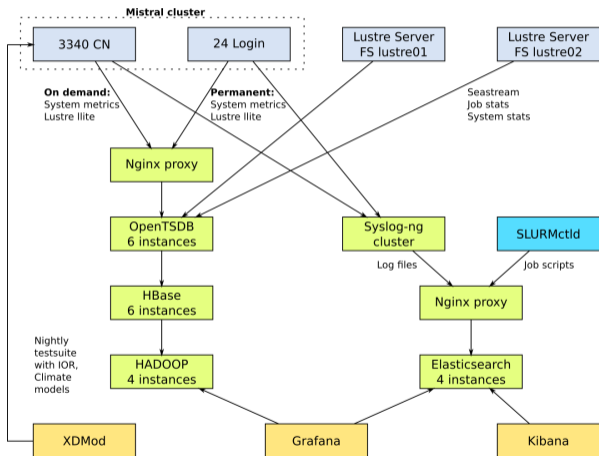 Mistral cluster
3340 CN
24 Login
Lustre Server
FS lustre01
Lustre Server
FS lustre02
On demand:
System metrics
Lustre llite
Permanent:
System metrics
Lustre llite
Seastream
Job stats
System stats
Nginx proxy
OpenTSDB
6 instances
Syslog-ng
cluster
SLURMctld
Log files
Job scripts
HBase
6 instances
Nginx proxy
Nightly
testsuite
with IOR,
Climate
models
HADOOP
4 instances
Elasticsearch
4 instances
XDMod
Grafana
Kibana